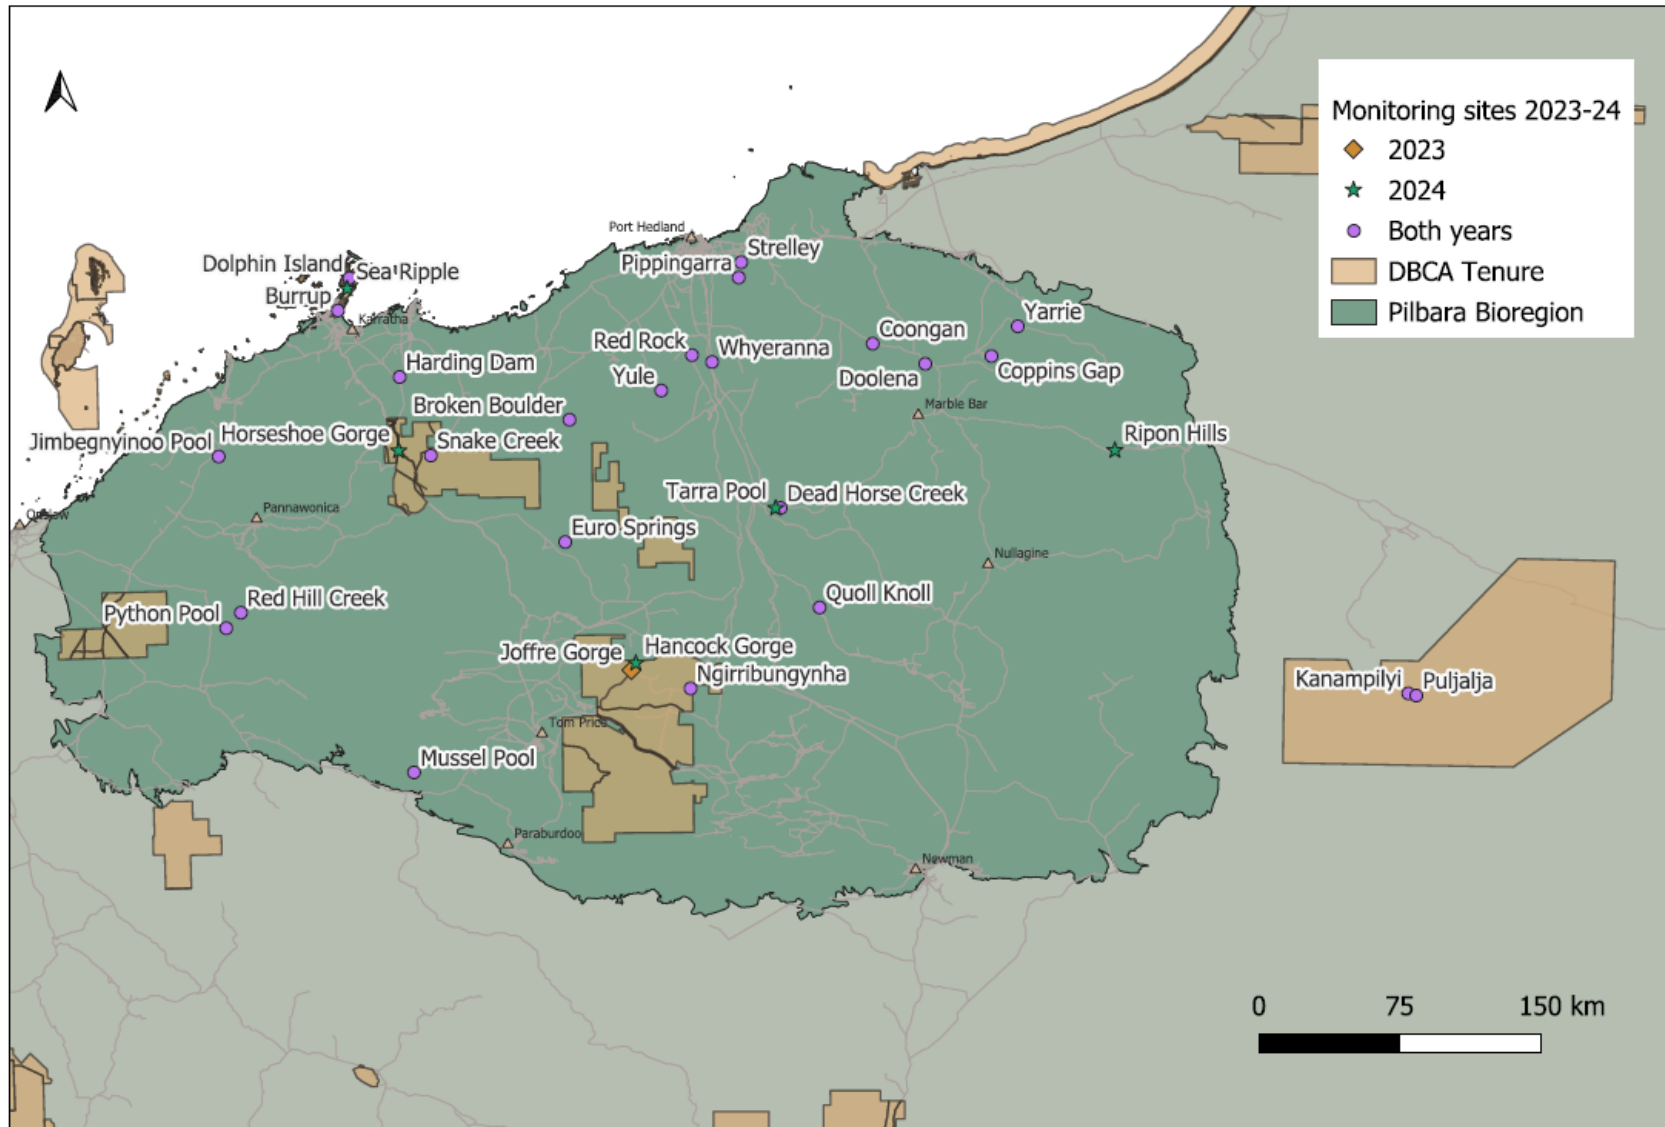 Monitoring sites 2023-24
2023
2024
Both years
DBCA Tenure
Pilbara Bioregion
Port Hedland
Strelley
Pippingarra
Dolphin Island
Sea Ripple
Burrup
Karratha
Yarrie
Coongan
Red Rock
Whyeranna
Harding Dam
Doolena
Coppins Gap
Yule
Broken Boulder
Marble Bar
Jimbegnyinoo Pool
Horseshoe Gorge
Snake Creek
Ripon Hills
Tarra Pool
Dead Horse Creek
Pannawonica
Onslow
Euro Springs
Nullagine
Python Pool
Red Hill Creek
Quoll Knoll
Joffre Gorge
Hancock Gorge
Ngirribungynha
Kanampilyi
Puljalja
Tom Price
Mussel Pool
Paraburdoo
Newman
0 75 150 km